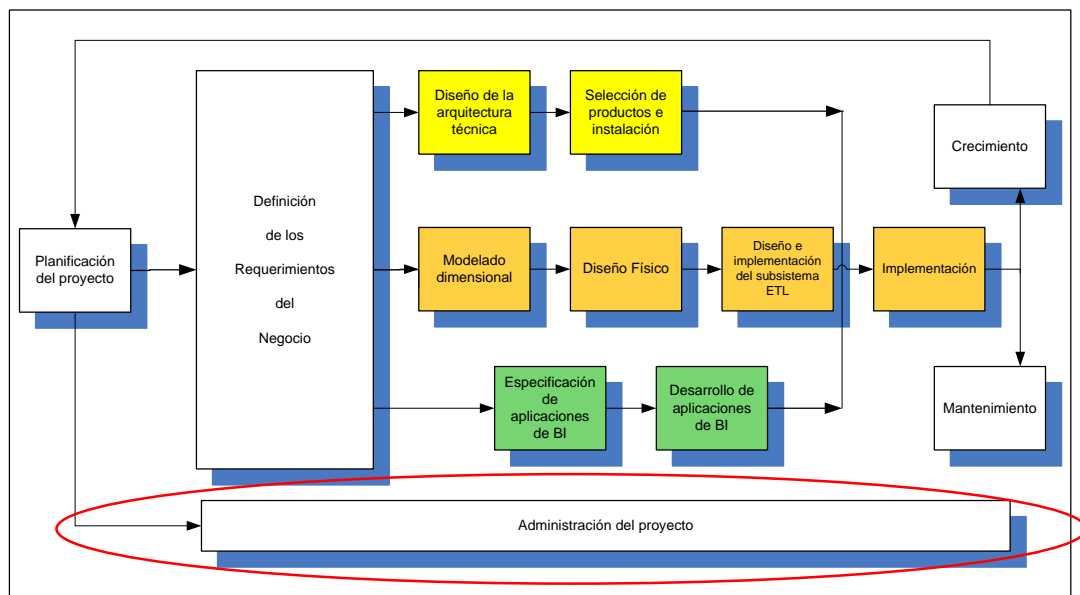 Planificación
del proyecto
Definición
de los
Requerimientos
del
Negocio
Diseño de la
arquitectura
técnica
Selección de
productos e
instalación
Modelado
dimensional
Diseño Físico
Diseño e
implementación
del subsistema
ETL
Implementación
Especificación
de
aplicaciones
de BI
Desarrollo de
aplicaciones
de BI
Crecimiento
Mantenimiento
Administración del proyecto